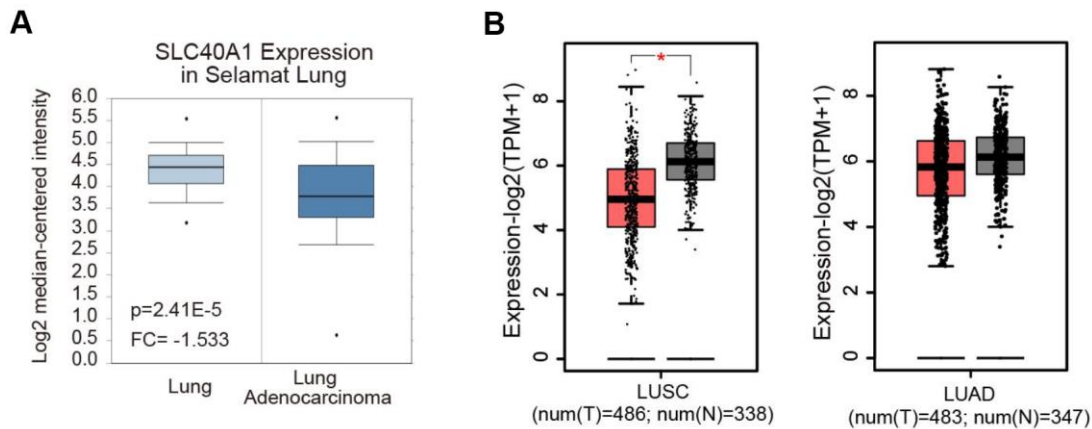 A
SLC40A1 Expression
in Selamat Lung
Log2 median-centered intensity
6.0
5.5
5.0
4.5
4.0
3.5
3.0
2.5
2.0
1.5
1.0
0.5
0.0
p=2.41E-5
FC= -1.533
Lung
Lung
Adenocarcinoma
B
Expression-log2(TPM+1)
8
6
4
2
0
*
LUSC
(num(T)=486; num(N)=338)
Expression-log2(TPM+1)
8
6
4
2
0
LUAD
(num(T)=483; num(N)=347)